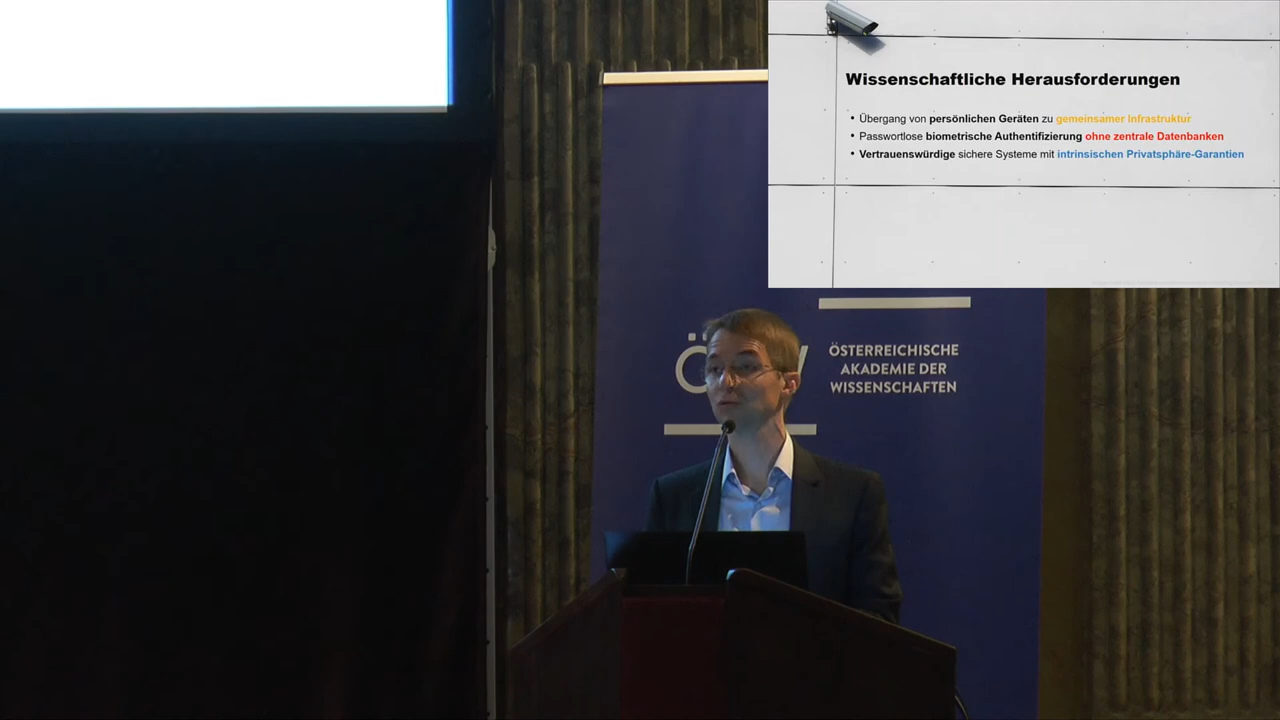 Wissenschaftliche Herausforderungen
• Übergang von persönlichen Geräten zu gemeinsamer Infrastruktur
• Passwortlose biometrische Authentifizierung ohne zentrale Datenbanken
• Vertrauenswürdige sichere Systeme mit intrinsischen Privatsphäre-Garantien
ÖSTERREICHISCHE
AKADEMIE DER
WISSENSCHAFTEN